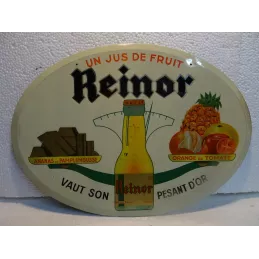 UN JUS DE FRUIT
Reinor
Reinor
VAUT SON PESANT D'OR